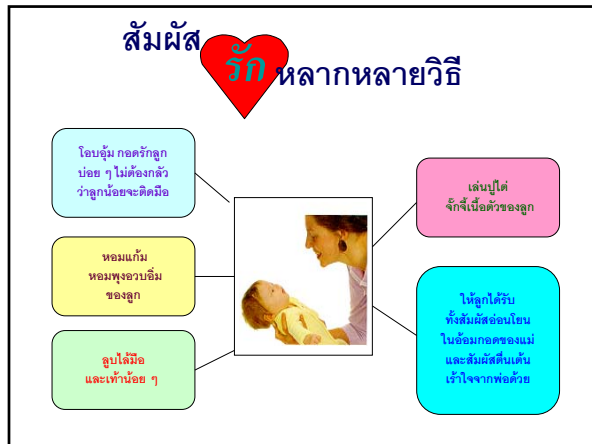 สัมผัส
รัก หลากหลายวิธี
โอบอุ้ม กอดรัดลูก
บ่อย ๆ ไม่ต้องกลัว
ว่าลูกน้อยจะติดมือ
หอมแก้ม
หอมพุงอวบอิ่ม
ของลูก
ลูบไล้มือ
และเท้าน้อย ๆ
เล่นปูไต่
จั๊กจี้เนื้อตัวของลูก
ให้ลูกได้รับ
ทั้งสัมผัสอ่อนโยน
ในอ้อมกอดของแม่
และสัมผัสตื่นเต้น
เร้าใจจากพ่อด้วย